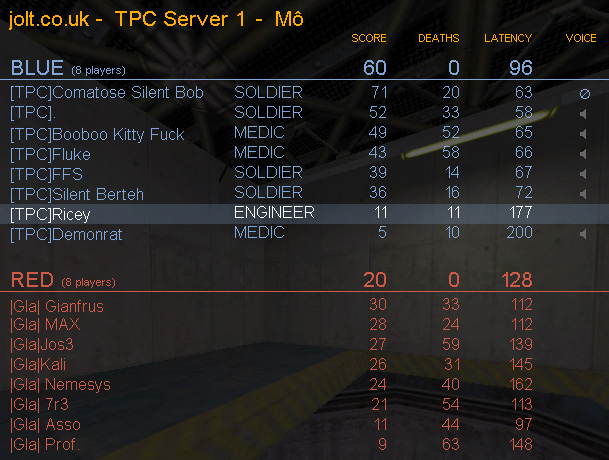 jolt.co.uk - TPC Server 1 - Mô
SCORE DEATHS LATENCY VOICE
BLUE (8 players) 60 0 96
[TPC]Comatose Silent Bob SOLDIER 71 20 63
[TPC]. SOLDIER 52 33 58
[TPC]Booboo Kitty Fuck MEDIC 49 52 65
[TPC]Fluke MEDIC 43 58 66
[TPC]FFS SOLDIER 39 14 67
[TPC]Silent Berteh SOLDIER 36 16 72
[TPC]Ricey ENGINEER 11 11 177
[TPC]Demonrat MEDIC 5 10 200
RED (8 players) 20 0 128
|Gla| Gianfrus 30 33 112
|Gla| MAX 28 24 112
|Gla|Jos3 27 59 139
|Gla|Kali 26 31 145
|Gla| Nemesys 24 40 162
|Gla| 7r3 21 54 113
|Gla| Asso 11 44 97
|Gla| Prof. 9 63 148